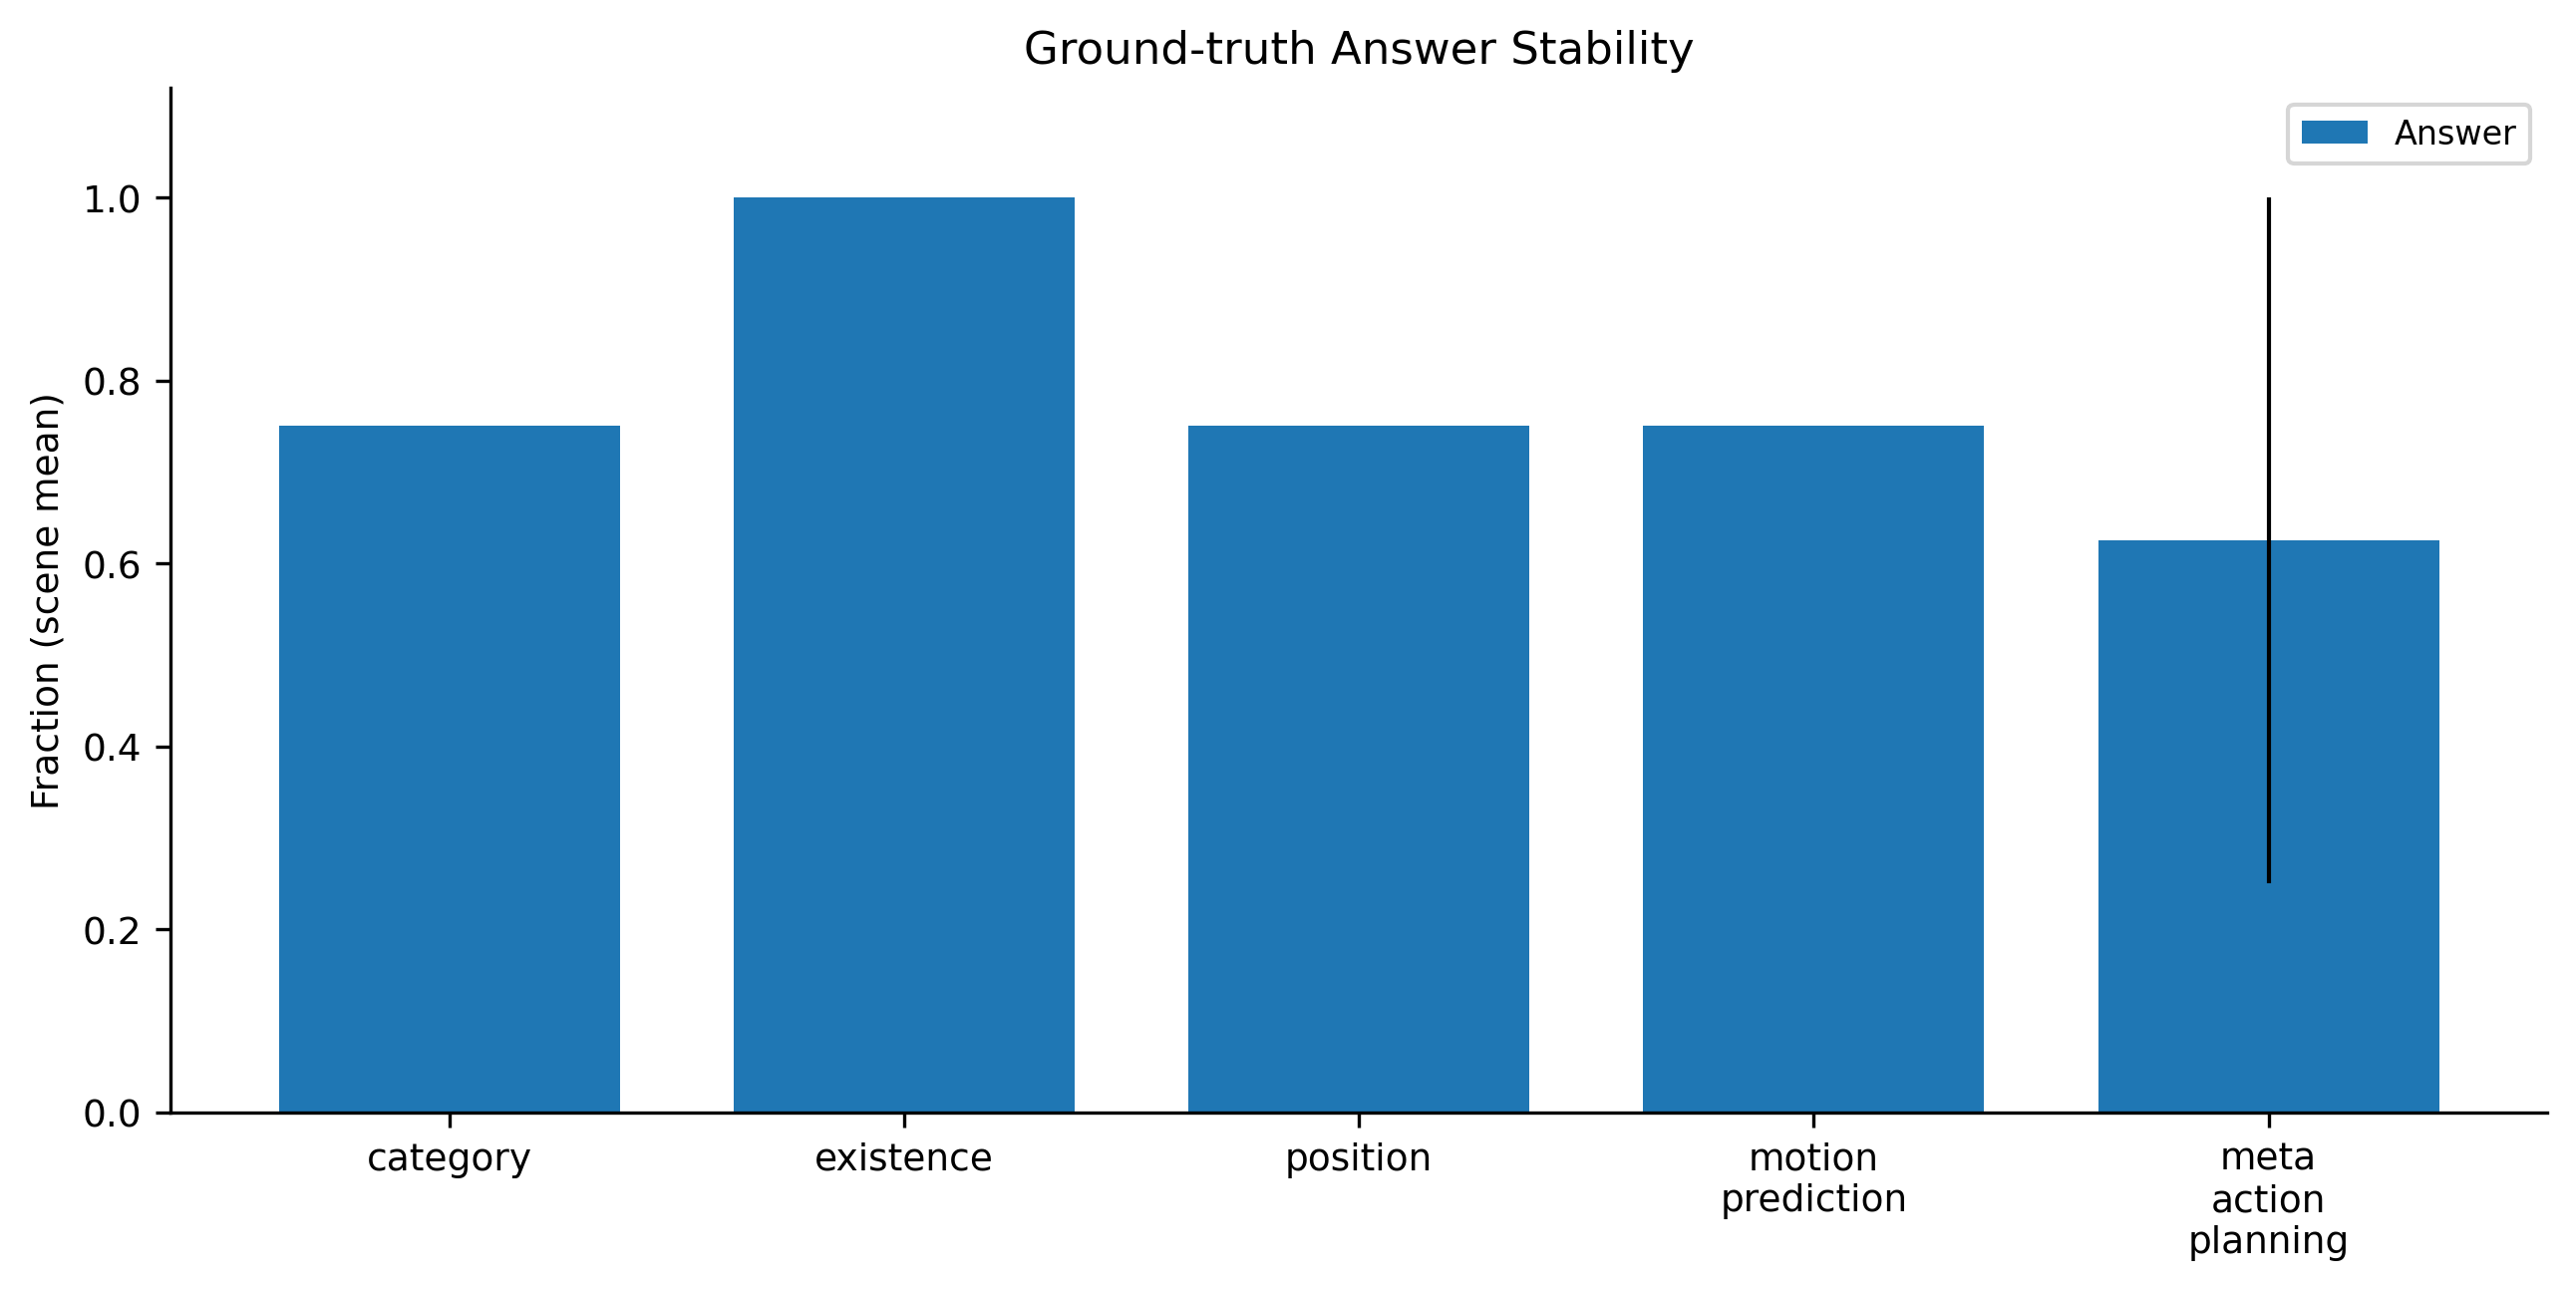 Ground-truth Answer Stability
Answer
Fraction (scene mean)
1.0
0.8
0.6
0.4
0.2
0.0
category
existence
position
motion
prediction
meta
action
planning